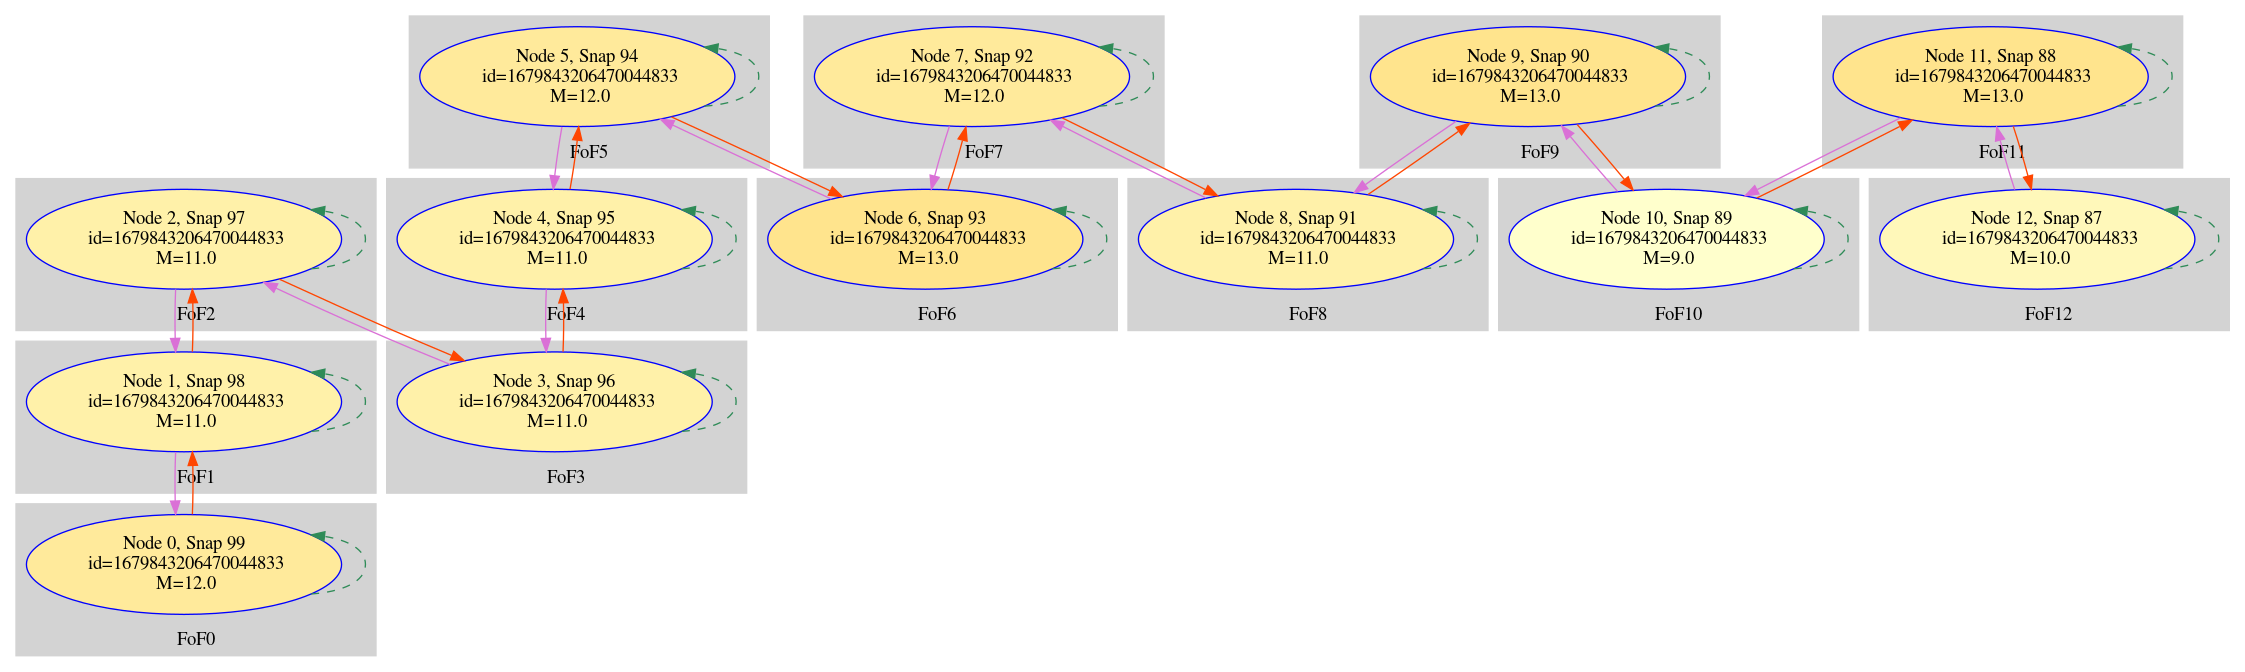 Node 5, Snap 94
id=1679843206470044833
M=12.0
FoF5
Node 7, Snap 92
id=1679843206470044833
M=12.0
FoF7
Node 9, Snap 90
id=1679843206470044833
M=13.0
FoF9
Node 11, Snap 88
id=1679843206470044833
M=13.0
FoF11
Node 2, Snap 97
id=1679843206470044833
M=11.0
FoF2
Node 4, Snap 95
id=1679843206470044833
M=11.0
FoF4
Node 6, Snap 93
id=1679843206470044833
M=13.0
FoF6
Node 8, Snap 91
id=1679843206470044833
M=11.0
FoF8
Node 10, Snap 89
id=1679843206470044833
M=9.0
FoF10
Node 12, Snap 87
id=1679843206470044833
M=10.0
FoF12
Node 1, Snap 98
id=1679843206470044833
M=11.0
FoF1
Node 3, Snap 96
id=1679843206470044833
M=11.0
FoF3
Node 0, Snap 99
id=1679843206470044833
M=12.0
FoF0